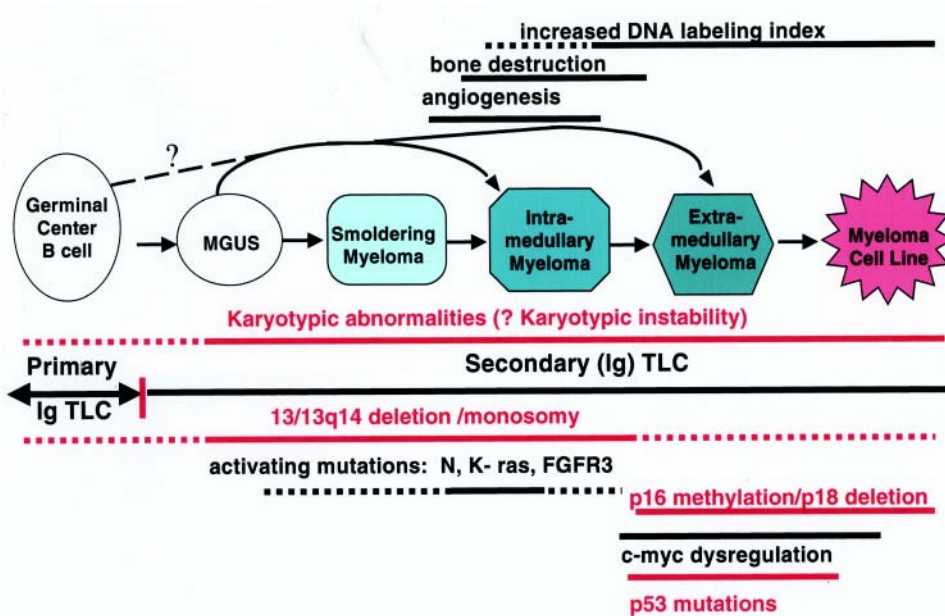 increased DNA labeling index
bone destruction
angiogenesis
?
Germinal
Center
B cell
MGUS
Smoldering
Myeloma
Intra-
medullary
Myeloma
Extra-
medullary
Myeloma
Myeloma
Cell Line
Karyotypic abnormalities (? Karyotypic instability)
Primary
Ig TLC
Secondary (Ig) TLC
13/13q14 deletion /monosomy
activating mutations: N, K- ras, FGFR3
p16 methylation/p18 deletion
c-myc dysregulation
p53 mutations